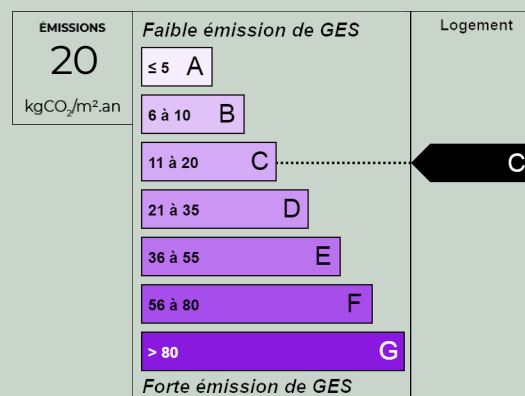 ÉMISSIONS
20
kgCO₂/m².an
Faible émission de GES
≤ 5 A
6 à 10 B
11 à 20 C
21 à 35 D
36 à 55 E
56 à 80 F
> 80 G
Forte émission de GES
Logement
C